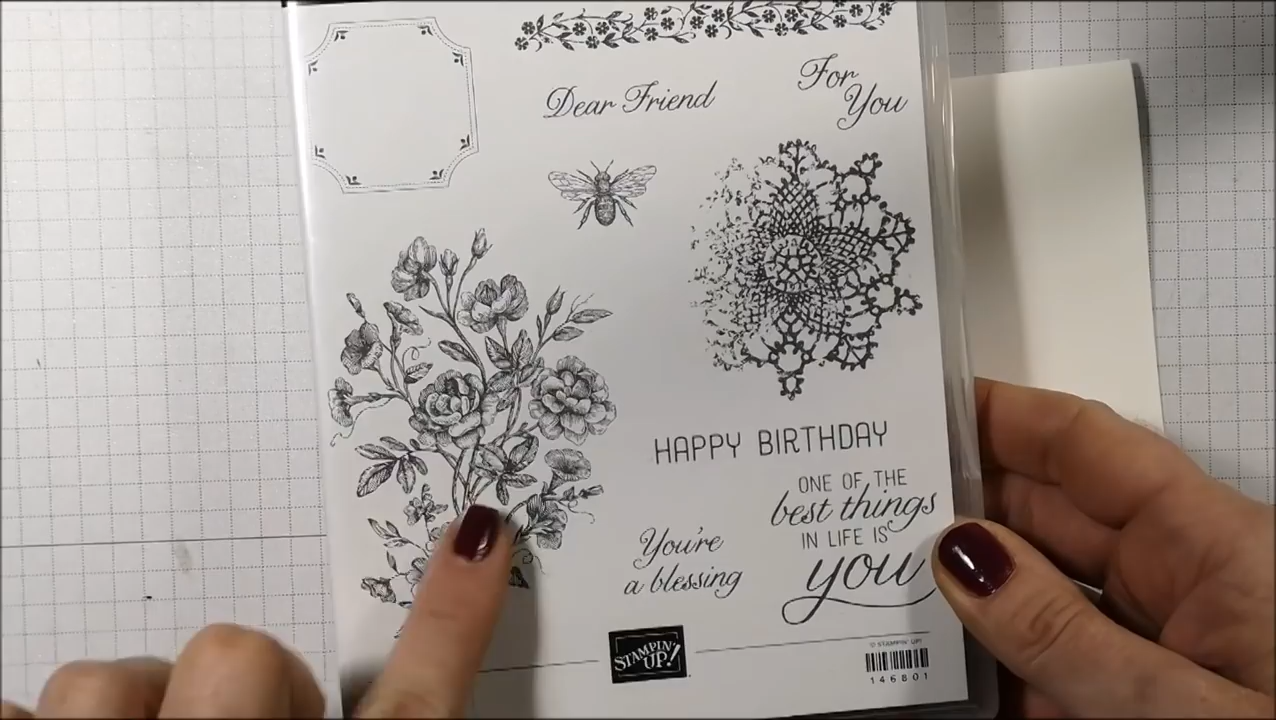 Dear Friend
For
You
HAPPY BIRTHDAY
ONE OF THE
best things
IN LIFE IS
you
You're
a blessing
STAMPIN'
UP!
© STAMPIN' UP!
146801